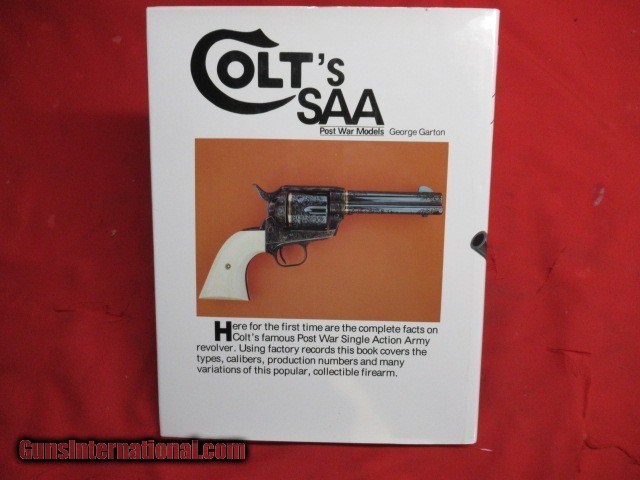 COLT'S
SAA
Post War Models George Garton
Here for the first time are the complete facts on
Colt's famous Post War Single Action Army
revolver. Using factory records this book covers the
types, calibers, production numbers and many
variations of this popular, collectible firearm.
GunsInternational.com